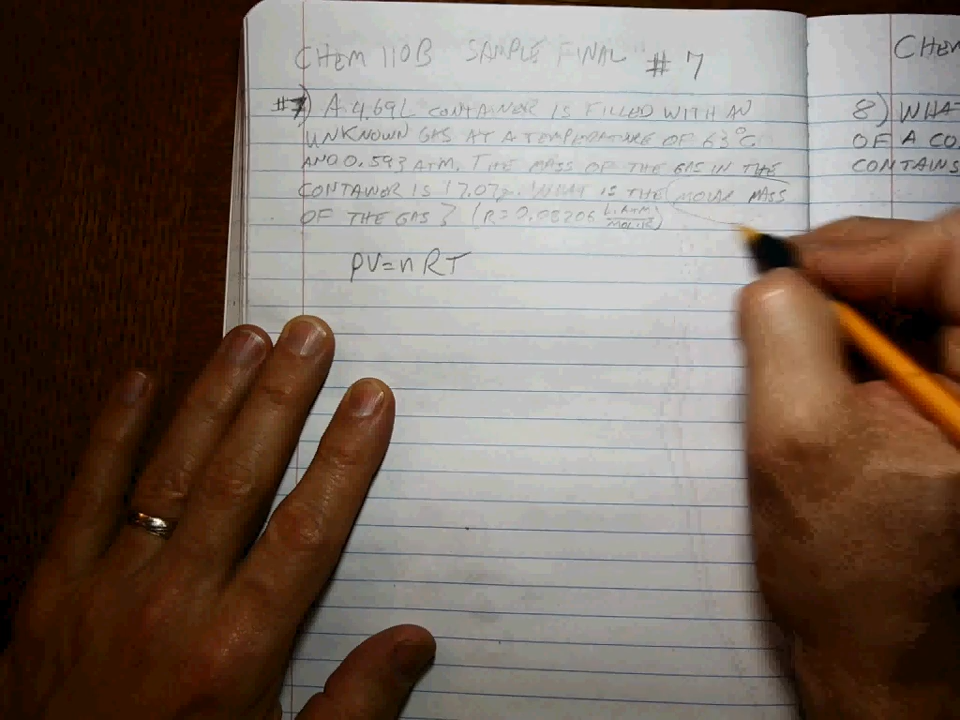 CHEM 110B SAMPLE FINAL #7
#7) A 4.69L CONTAINER IS FILLED WITH AN
UNKNOWN GAS AT A TEMPERATURE OF 63°C
AND 0.593 ATM. THE MASS OF THE GAS IN THE
CONTAINER IS 17.07g. WHAT IS THE MOLAR MASS
OF THE GAS? (R=0.08206 L·ATM/MOL·K)
PV=nRT
CHEM
8) WHA
OF A CO
CONTAINS